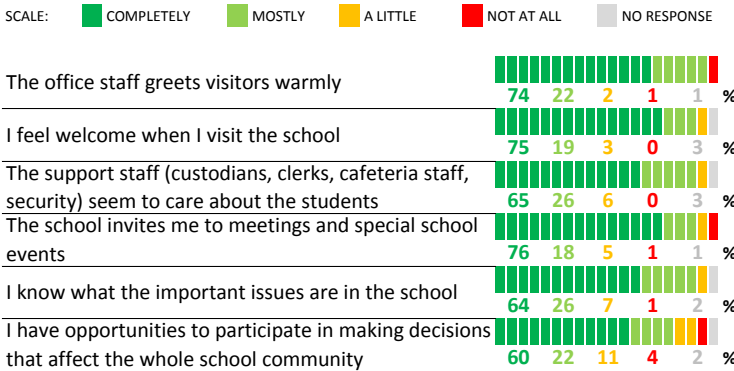 SCALE: COMPLETELY MOSTLY A LITTLE NOT AT ALL NO RESPONSE
The office staff greets visitors warmly
74 22 2 1 1 %
I feel welcome when I visit the school
75 19 3 0 3 %
The support staff (custodians, clerks, cafeteria staff,
security) seem to care about the students
65 26 6 0 3 %
The school invites me to meetings and special school
events
76 18 5 1 1 %
I know what the important issues are in the school
64 26 7 1 2 %
I have opportunities to participate in making decisions
that affect the whole school community
60 22 11 4 2 %